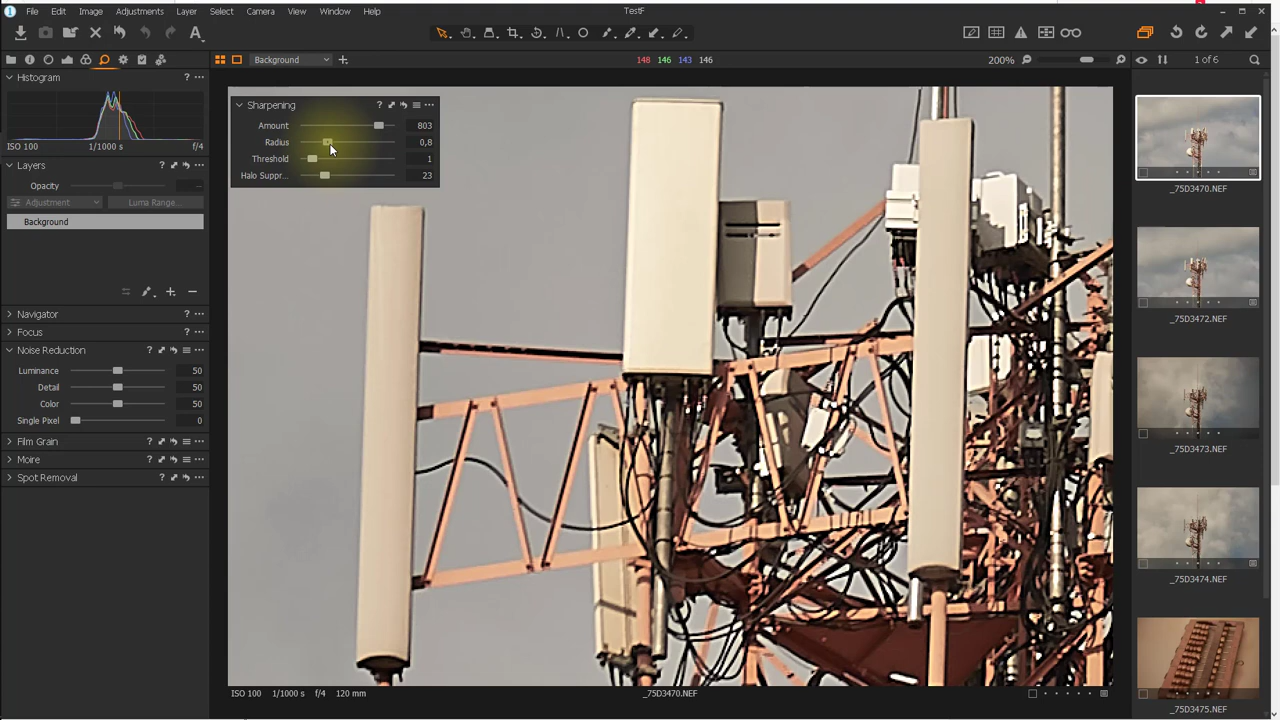 File Edit Image Adjustments Layer Select Camera View Window Help TestF
Background 148 146 143 146 200% 1 of 6
Histogram ? ...
ISO 100 1/1000 s f/4
Layers ?
Opacity
Adjustment Luma Range...
Background
Navigator ?
Focus ?
Noise Reduction ?
Luminance 50
Detail 50
Color 50
Single Pixel 0
Film Grain ?
Moire ?
Spot Removal ?
Sharpening ?
Amount 803
Radius 0,8
Threshold 1
Halo Suppr... 23
ISO 100 1/1000 s f/4 120 mm _75D3470.NEF
_75D3470.NEF
_75D3472.NEF
_75D3473.NEF
_75D3474.NEF
_75D3475.NEF